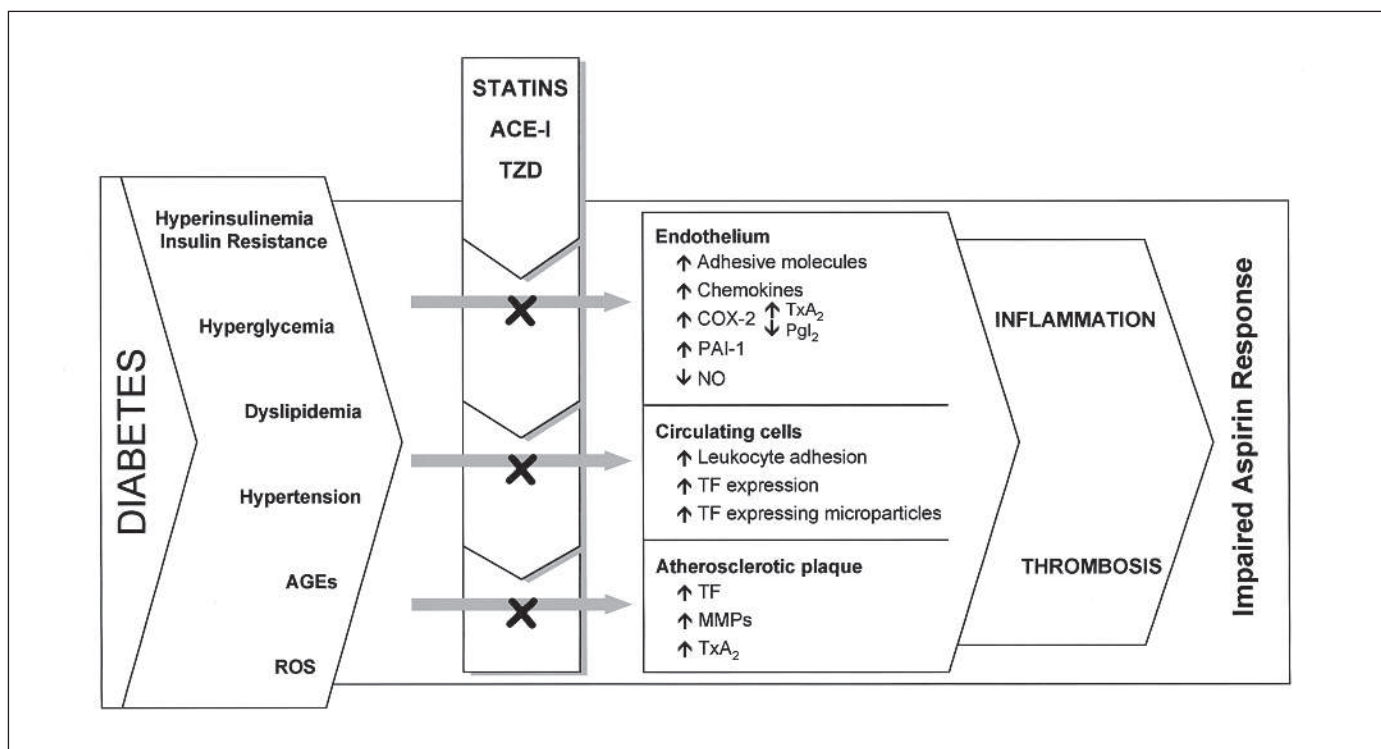 STATINS
ACE-I
TZD
DIABETES
Hyperinsulinemia
Insulin Resistance
Hyperglycemia
Dyslipidemia
Hypertension
AGEs
ROS
Endothelium
↑ Adhesive molecules
↑ Chemokines
↑ COX-2 ↑ TxA₂
↓ PgI₂
↑ PAI-1
↓ NO
Circulating cells
↑ Leukocyte adhesion
↑ TF expression
↑ TF expressing microparticles
Atherosclerotic plaque
↑ TF
↑ MMPs
↑ TxA₂
INFLAMMATION
THROMBOSIS
Impaired Aspirin Response